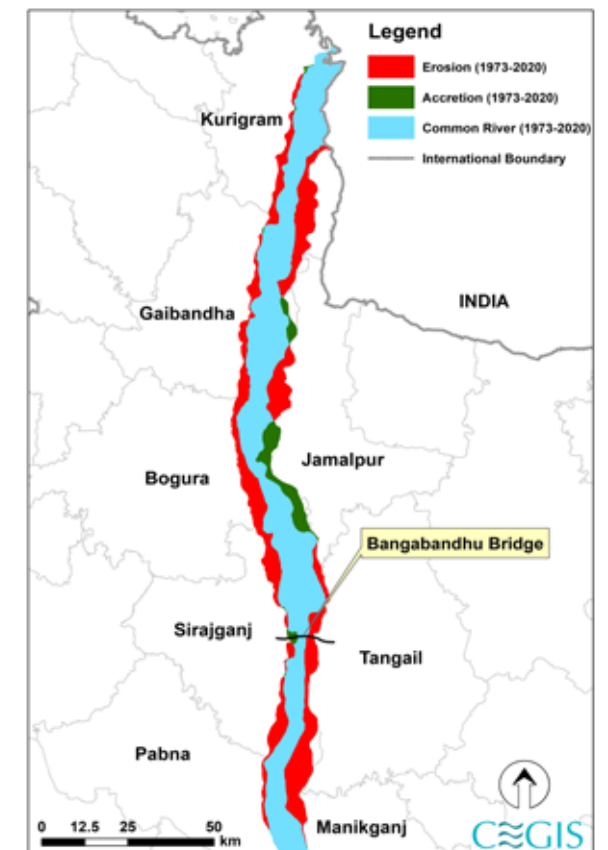 Legend
Erosion (1973-2020)
Accretion (1973-2020)
Common River (1973-2020)
International Boundary
Kurigram
INDIA
Gaibandha
Jamalpur
Bogura
Bangabandhu Bridge
Sirajganj
Tangail
Pabna
Manikganj
0 12.5 25 50
km
CEGIS